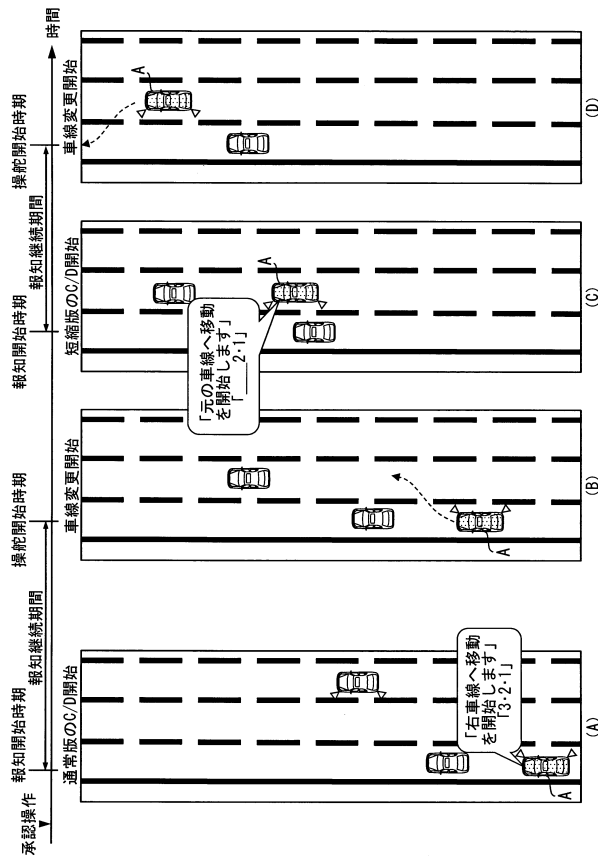 承認操作
報知開始時期
報知継続期間
操舵開始時期
報知開始時期
報知継続期間
操舵開始時期
時間
通常版のC/D開始
「右車線へ移動
を開始します」
「3・2・1」
A
(A)
車線変更開始
A
(B)
短縮版のC/D開始
「元の車線へ移動
を開始します」
「＿2・1」
A
(C)
車線変更開始
A
(D)